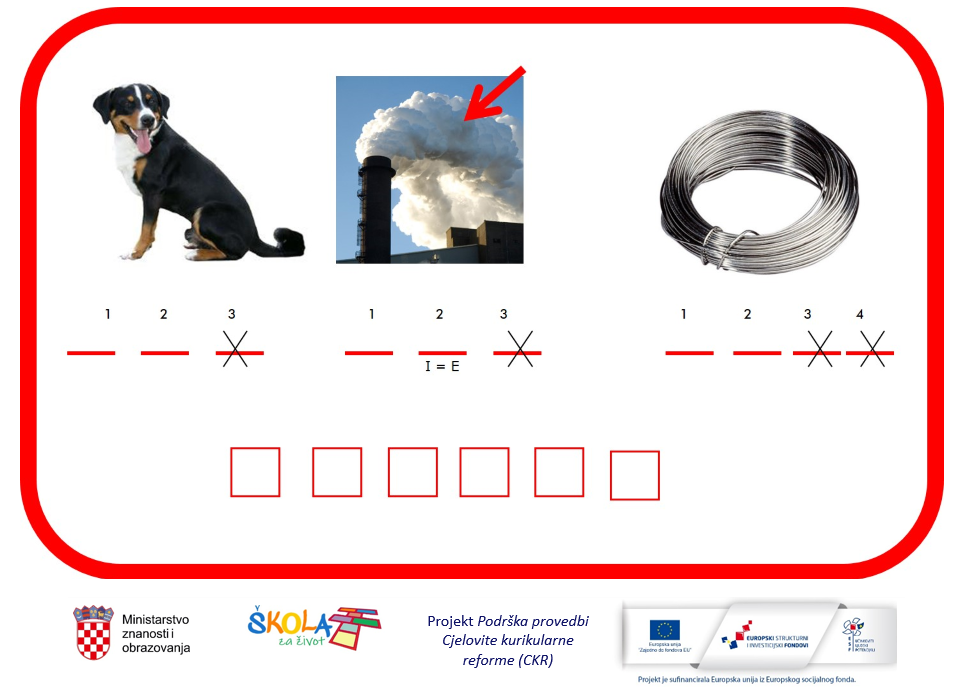 1 2 3
1 2 3
1 2 3 4
I = E
Ministarstvo
znanosti i
obrazovanja
ŠKOLA
za život
Projekt Podrška provedbi
Cjelovite kurikularne
reforme (CKR)
Europska unija
"Zajedno do fondova EU"
EUROPSKI STRUKTURNI
I INVESTICIJSKI FONDOVI
Projekt je sufinancirala Europska unija iz Europskog socijalnog fonda.